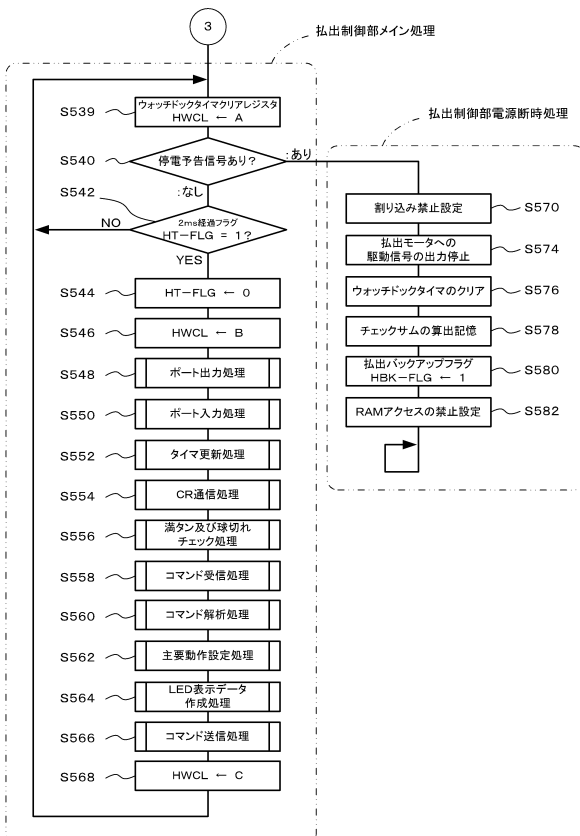 3
払出制御部メイン処理
S539
ウォッチドックタイマクリアレジスタ
HWCL ← A
払出制御部電源断時処理
S540
停電予告信号あり?
:あり
:なし
S542
2ms経過フラグ
HT-FLG = 1?
NO
YES
S544
HT-FLG ← 0
S546
HWCL ← B
S548
ポート出力処理
S550
ポート入力処理
S552
タイマ更新処理
S554
CR通信処理
S556
満タン及び球切れ
チェック処理
S558
コマンド受信処理
S560
コマンド解析処理
S562
主要動作設定処理
S564
LED表示データ
作成処理
S566
コマンド送信処理
S568
HWCL ← C
割り込み禁止設定
S570
払出モータへの
駆動信号の出力停止
S574
ウォッチドックタイマのクリア
S576
チェックサムの算出記憶
S578
払出バックアップフラグ
HBK-FLG ← 1
S580
RAMアクセスの禁止設定
S582